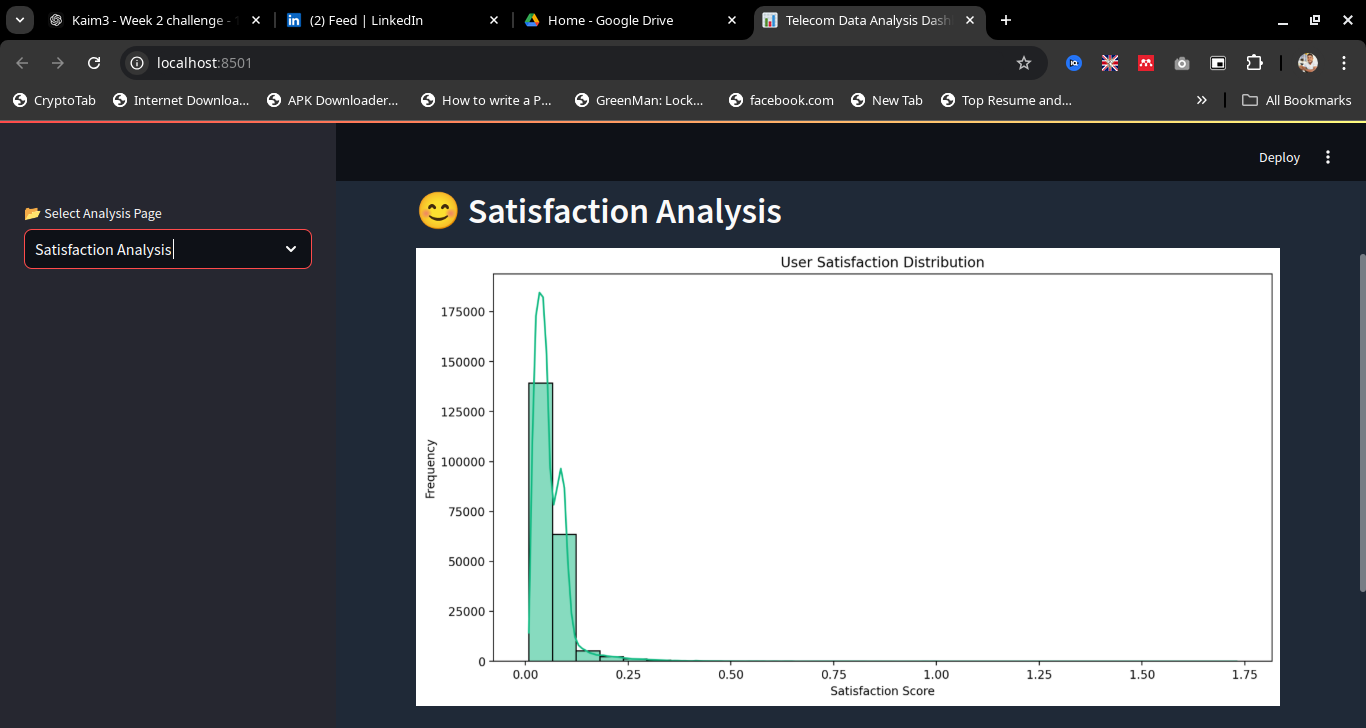 Kaim3 - Week 2 challenge -
(2) Feed | LinkedIn
Home - Google Drive
Telecom Data Analysis Dash
localhost:8501
CryptoTab
Internet Downloa...
APK Downloader...
How to write a P...
GreenMan: Lock...
facebook.com
New Tab
Top Resume and...
All Bookmarks
Deploy
Select Analysis Page
Satisfaction Analysis
Satisfaction Analysis
User Satisfaction Distribution
Frequency
175000
150000
125000
100000
75000
50000
25000
0
0.00 0.25 0.50 0.75 1.00 1.25 1.50 1.75
Satisfaction Score